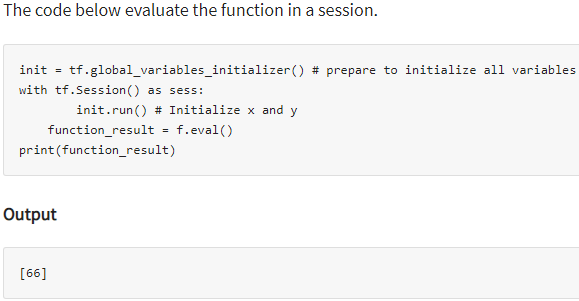 The code below evaluate the function in a session.
init = tf.global_variables_initializer() # prepare to initialize all variables
with tf.Session() as sess:
        init.run() # Initialize x and y
    function_result = f.eval()
print(function_result)
Output
[66]